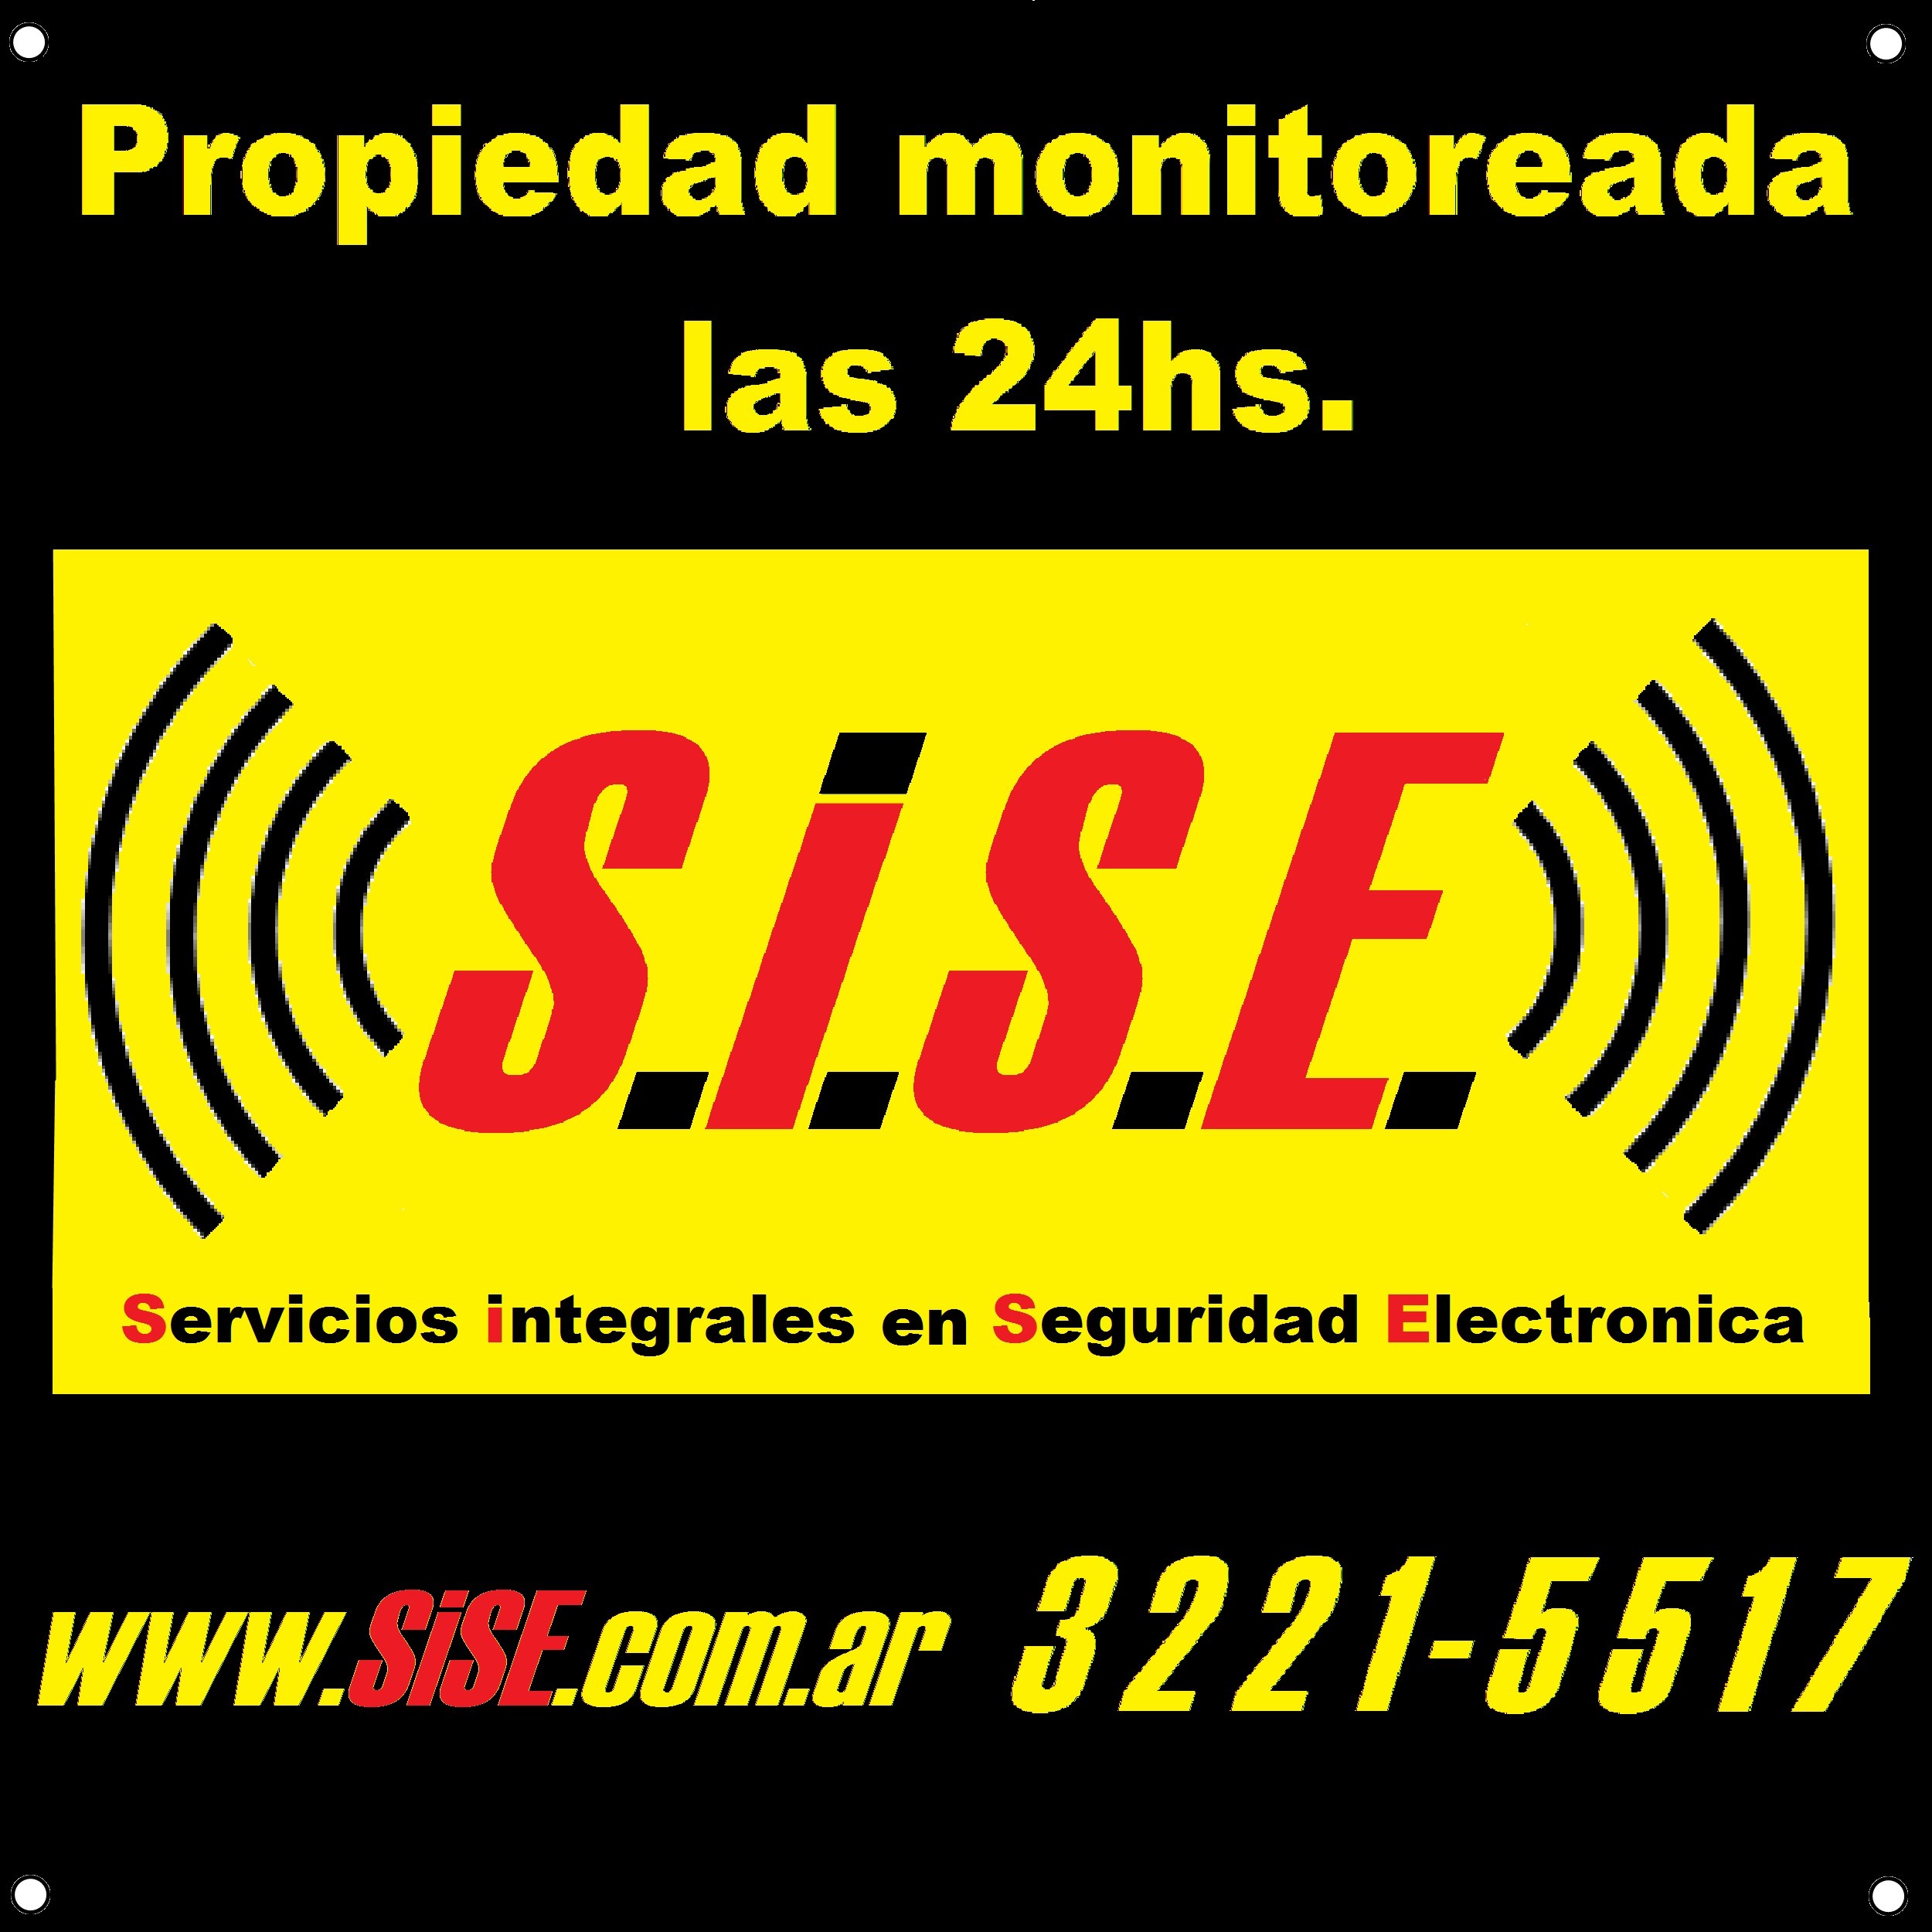 Propiedad monitoreada
las 24hs.
S.i.S.E.
Servicios integrales en Seguridad Electronica
www.SiSE.com.ar 3221-5517